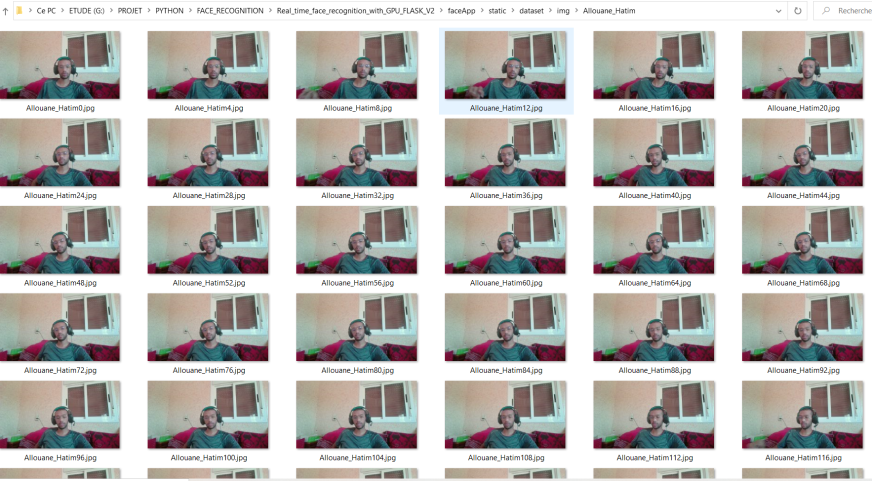 Ce PC > ETUDE (G:) > PROJET > PYTHON > FACE_RECOGNITION > Real_time_face_recognition_with_GPU_FLASK_V2 > faceApp > static > dataset > img > Allouane_Hatim
Recherche
Allouane_Hatim0.jpg Allouane_Hatim4.jpg Allouane_Hatim8.jpg Allouane_Hatim12.jpg Allouane_Hatim16.jpg Allouane_Hatim20.jpg
Allouane_Hatim24.jpg Allouane_Hatim28.jpg Allouane_Hatim32.jpg Allouane_Hatim36.jpg Allouane_Hatim40.jpg Allouane_Hatim44.jpg
Allouane_Hatim48.jpg Allouane_Hatim52.jpg Allouane_Hatim56.jpg Allouane_Hatim60.jpg Allouane_Hatim64.jpg Allouane_Hatim68.jpg
Allouane_Hatim72.jpg Allouane_Hatim76.jpg Allouane_Hatim80.jpg Allouane_Hatim84.jpg Allouane_Hatim88.jpg Allouane_Hatim92.jpg
Allouane_Hatim96.jpg Allouane_Hatim100.jpg Allouane_Hatim104.jpg Allouane_Hatim108.jpg Allouane_Hatim112.jpg Allouane_Hatim116.jpg